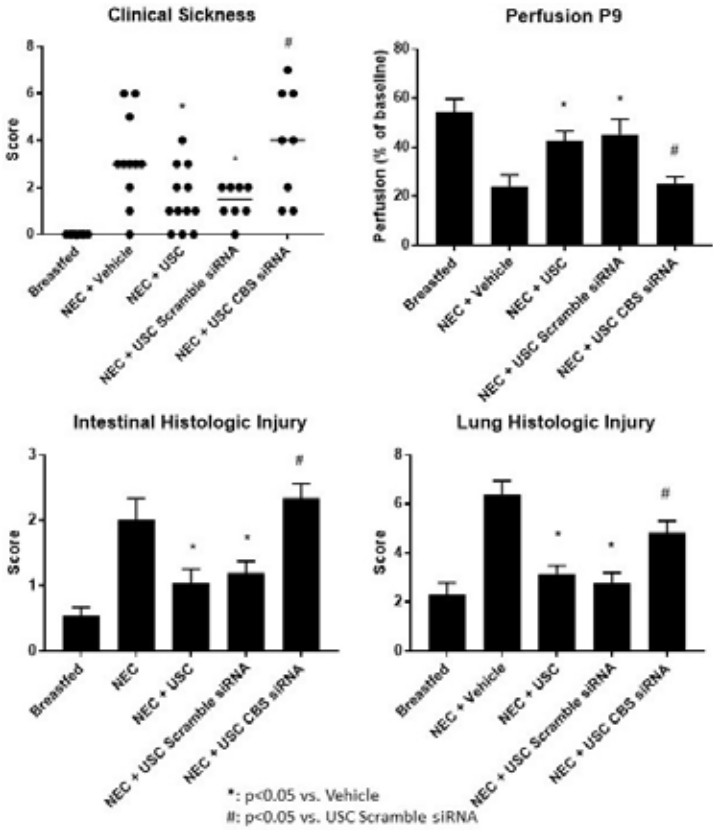 Clinical Sickness
#
8
6
4
2
0
Score
*
*
Breastfed
NEC + Vehicle
NEC + USC
NEC + USC Scramble siRNA
NEC + USC CBS siRNA
Perfusion P9
80
60
40
20
0
Perfusion (% of baseline)
*
*
#
Breastfed
NEC + Vehicle
NEC + USC
NEC + USC Scramble siRNA
NEC + USC CBS siRNA
Intestinal Histologic Injury
3
2
1
0
Score
*
*
#
Breastfed
NEC
NEC + USC
NEC + USC Scramble siRNA
NEC + USC CBS siRNA
Lung Histologic Injury
8
6
4
2
0
Score
*
*
#
Breastfed
NEC + Vehicle
NEC + USC
NEC + USC Scramble siRNA
NEC + USC CBS siRNA
*: p<0.05 vs. Vehicle
#: p<0.05 vs. USC Scramble siRNA